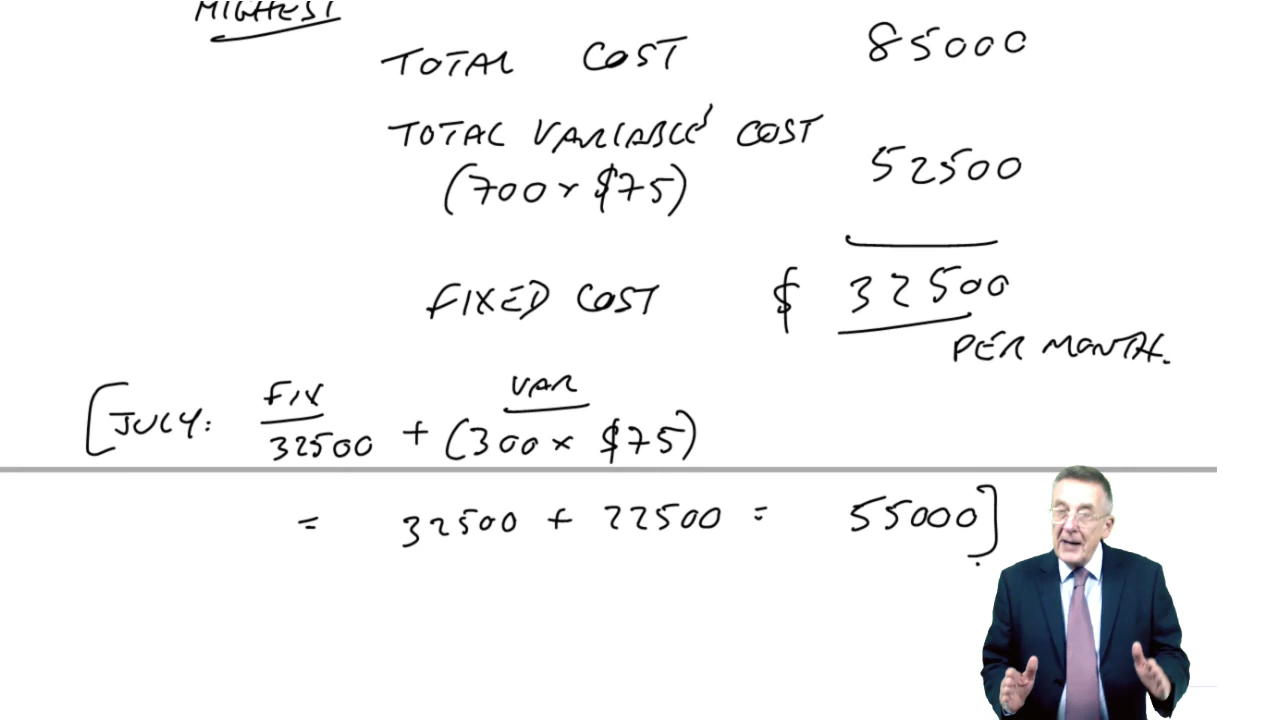 HIGHEST
TOTAL COST 85000
TOTAL VARIABLE COST
(700 x $75) 52500
FIXED COST $ 32500
PER MONTH.
FIX VAR
[JULY: 32500 + (300 x $75)
= 32500 + 22500 = 55000]